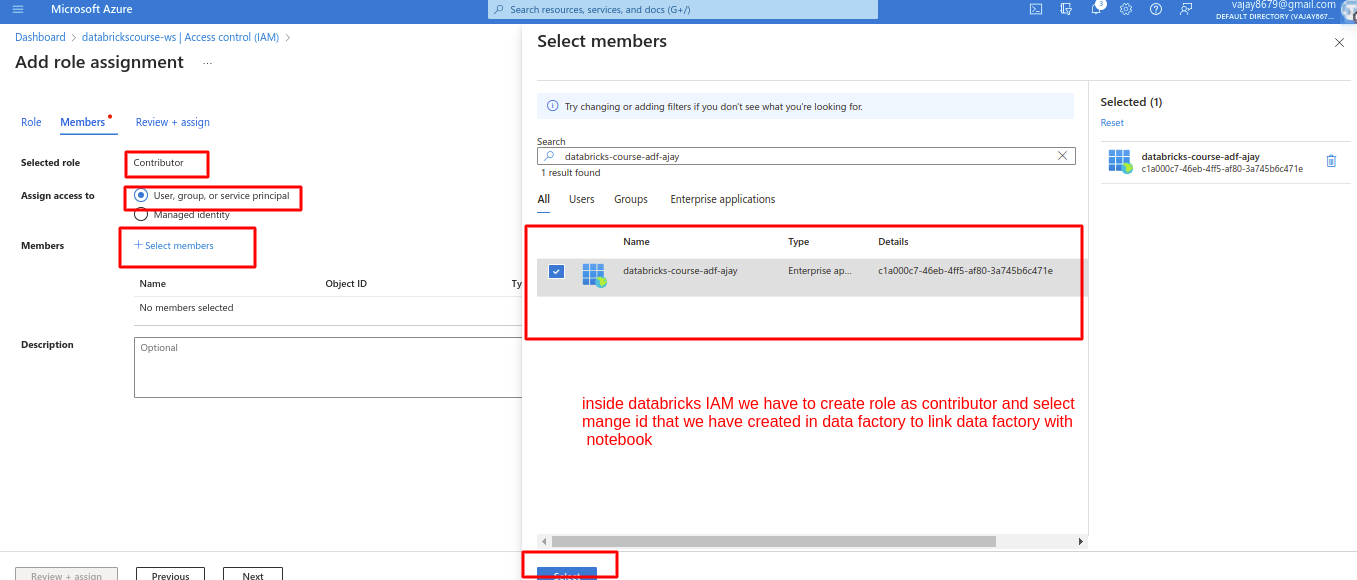 Microsoft Azure
Search resources, services, and docs (G+/)
3
vajay8679@gmail.com
DEFAULT DIRECTORY (VAJAY867...
Dashboard > databrickscourse-ws | Access control (IAM) >
Add role assignment ...
Role Members Review + assign
Selected role Contributor
Assign access to User, group, or service principal
Managed identity
Members + Select members
Name Object ID Ty
No members selected
Description Optional
Review + assign Previous Next
Select members
Try changing or adding filters if you don't see what you're looking for.
Search
databricks-course-adf-ajay
1 result found
All Users Groups Enterprise applications
Name Type Details
databricks-course-adf-ajay Enterprise ap... c1a000c7-46eb-4ff5-af80-3a745b6c471e
inside databricks IAM we have to create role as contributor and select
mange id that we have created in data factory to link data factory with
notebook
Select
Selected (1)
Reset
databricks-course-adf-ajay
c1a000c7-46eb-4ff5-af80-3a745b6c471e